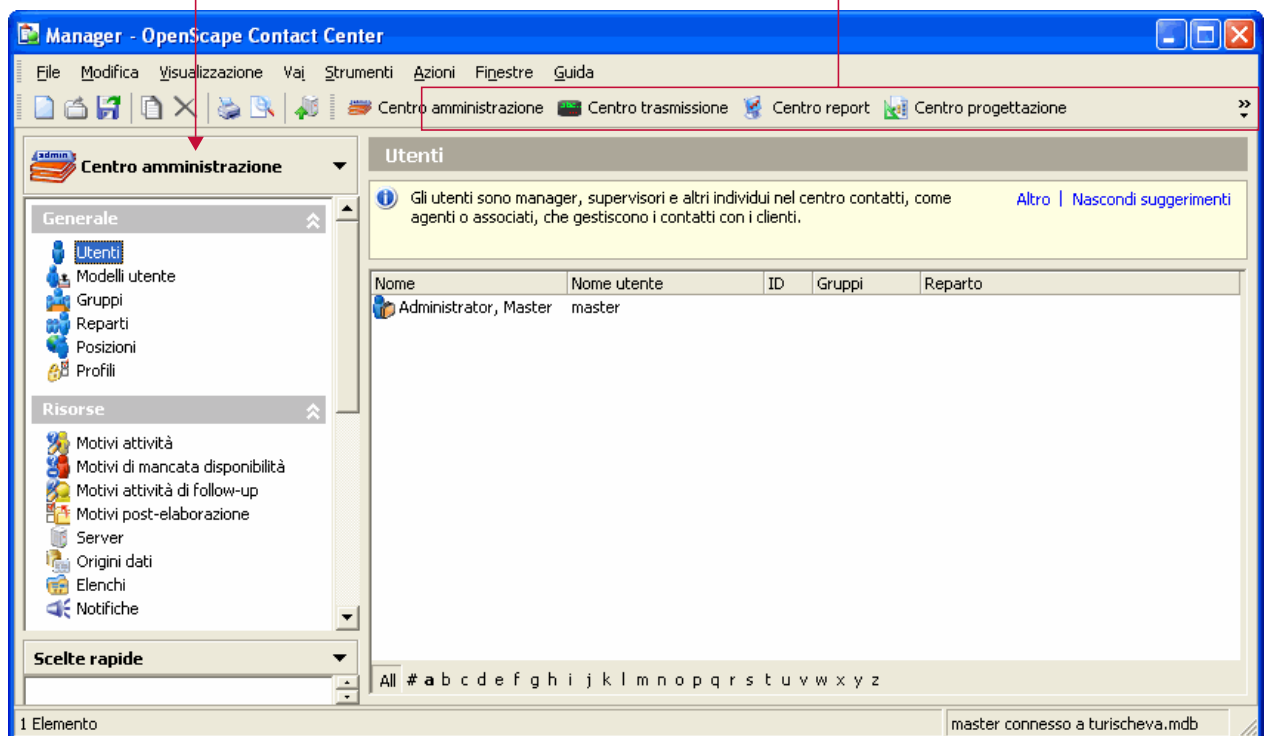 Manager - OpenScape Contact Center
File Modifica Visualizzazione Vai Strumenti Azioni Finestre Guida
Centro amministrazione Centro trasmissione Centro report Centro progettazione
admin
Centro amministrazione
Generale
Utenti
Modelli utente
Gruppi
Reparti
Posizioni
Profili
Risorse
Motivi attività
Motivi di mancata disponibilità
Motivi attività di follow-up
Motivi post-elaborazione
Server
Origini dati
Elenchi
Notifiche
Scelte rapide
Utenti
Gli utenti sono manager, supervisori e altri individui nel centro contatti, come
agenti o associati, che gestiscono i contatti con i clienti.
Altro | Nascondi suggerimenti
Nome Nome utente ID Gruppi Reparto
Administrator, Master master
All # a b c d e f g h i j k l m n o p q r s t u v w x y z
1 Elemento
master connesso a turischeva.mdb